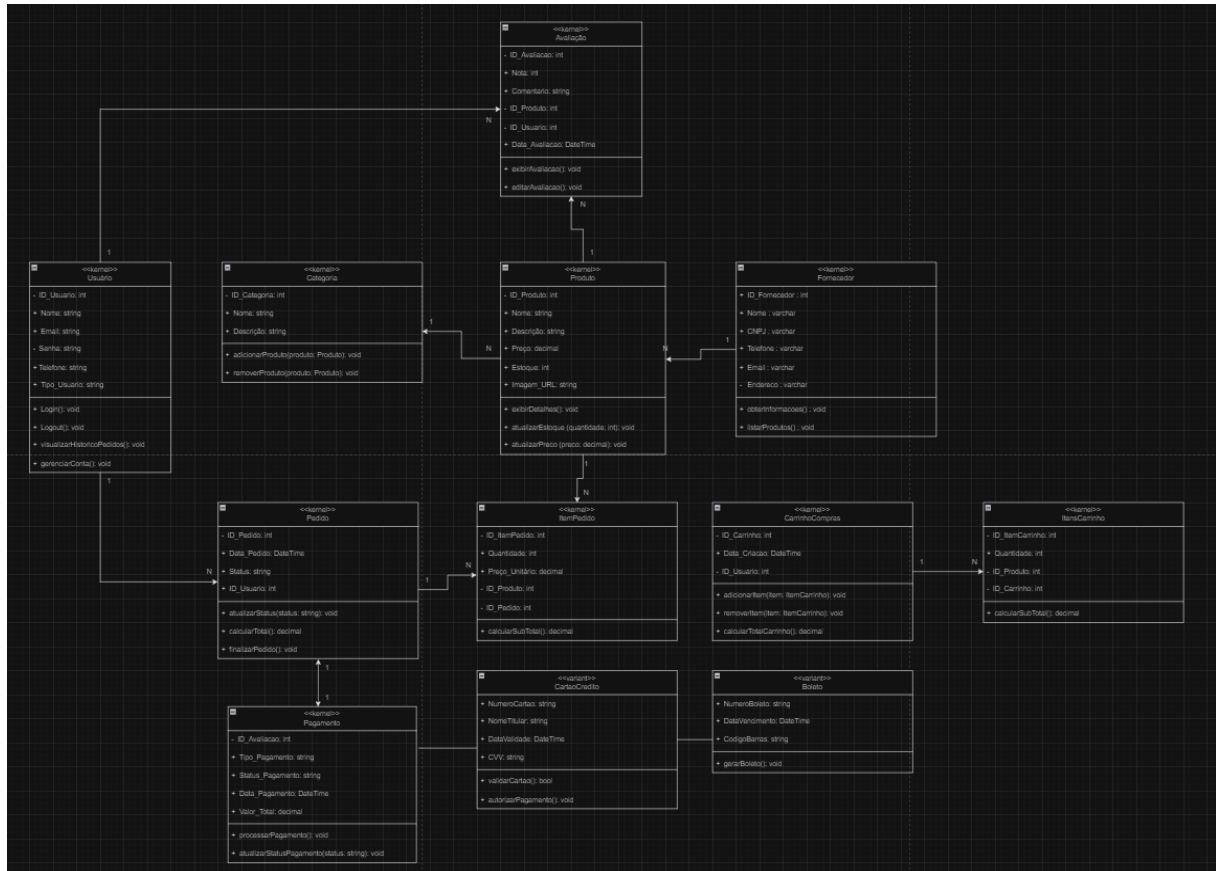 <<kernel>>
Avaliação
- ID_Avaliacao: int
+ Nota: int
+ Comentario: string
- ID_Produto: int
- ID_Usuario: int
+ Data_Avaliacao: DateTime
+ exibirAvaliacao(): void
+ editarAvaliacao(): void
N
N
1
1
<<kernel>>
Usuário
- ID_Usuario: int
+ Nome: string
+ Email: string
- Senha: string
+Telefone: string
+ Tipo_Usuario: string
+ Login(): void
+ Logout(): void
+ visualizarHistoricoPedidos(): void
+ gerenciarConta(): void
<<kernel>>
Categoria
- ID_Categoria: int
+ Nome: string
+ Descrição: string
+ adicionarProduto(produto: Produto): void
+ removerProduto(produto: Produto): void
1
<<kernel>>
Produto
- ID_Produto: int
+ Nome: string
+ Descrição: string
+ Preço: decimal
+ Estoque: int
+ Imagem_URL: string
+ exibirDetalhes(): void
+ atualizarEstoque (quantidade: int): void
+ atualizarPreco (preco: decimal): void
N
N
1
<<kernel>>
Fornecedor
+ ID_Fornecedor : int
+ Nome : varchar
+ CNPJ : varchar
+ Telefone : varchar
+ Email : varchar
- Endereco : varchar
+ obterInformacoes() : void
+ listarProdutos() : void
1
1
N
<<kernel>>
Pedido
- ID_Pedido: int
+ Data_Pedido: DateTime
+ Status: string
+ ID_Usuario: int
+ atualizarStatus(status: string): void
+ calcularTotal(): decimal
+ finalizarPedido(): void
N
1
N
<<kernel>>
ItemPedido
- ID_ItemPedido: int
+ Quantidade: int
+ Preço_Unitário: decimal
- ID_Produto: int
- ID_Pedido: int
+ calcularSubTotal(): decimal
<<kernel>>
CarrinhoCompras
- ID_Carrinho: int
+ Data_Criacao: DateTime
- ID_Usuario: int
+ adicionarItem(item: ItemCarrinho): void
+ removerItem(item: ItemCarrinho): void
+ calcularTotalCarrinho(): decimal
1
N
<<kernel>>
ItensCarrinho
- ID_ItemCarrinho: int
+ Quantidade: int
- ID_Produto: int
- ID_Carrinho: int
+ calcularSubTotal(): decimal
1
1
<<kernel>>
Pagamento
- ID_Avaliacao: int
+ Tipo_Pagamento: string
+ Status_Pagamento: string
+ Data_Pagamento: DateTime
+ Valor_Total: decimal
+ processarPagamento(): void
+ atualizarStatusPagamento(status: string): void
<<variant>>
CartaoCredito
+ NumeroCartao: string
+ NomeTitular: string
+ DataValidade: DateTime
+ CVV: string
+ validarCartao(): bool
+ autorizarPagamento(): void
<<variant>>
Boleto
+ NumeroBoleto: string
+ DataVencimento: DateTime
+ CodigoBarras: string
+ gerarBoleto(): void